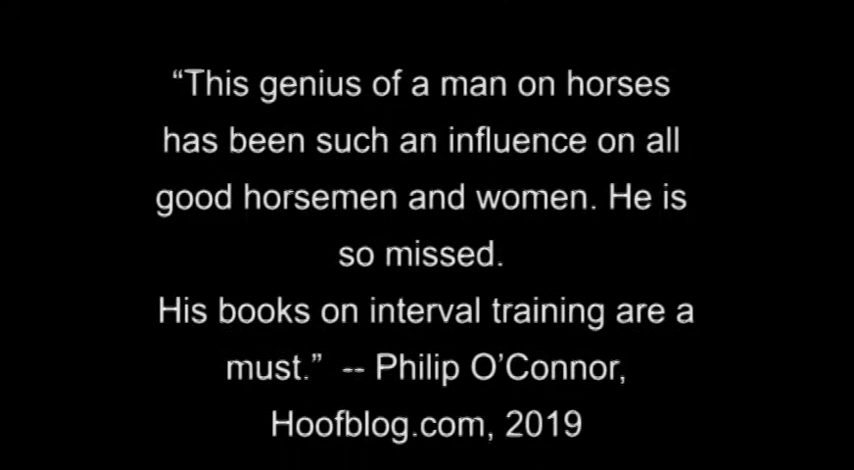 “This genius of a man on horses
has been such an influence on all
good horsemen and women. He is
so missed.
His books on interval training are a
must.”  -- Philip O’Connor,
Hoofblog.com, 2019